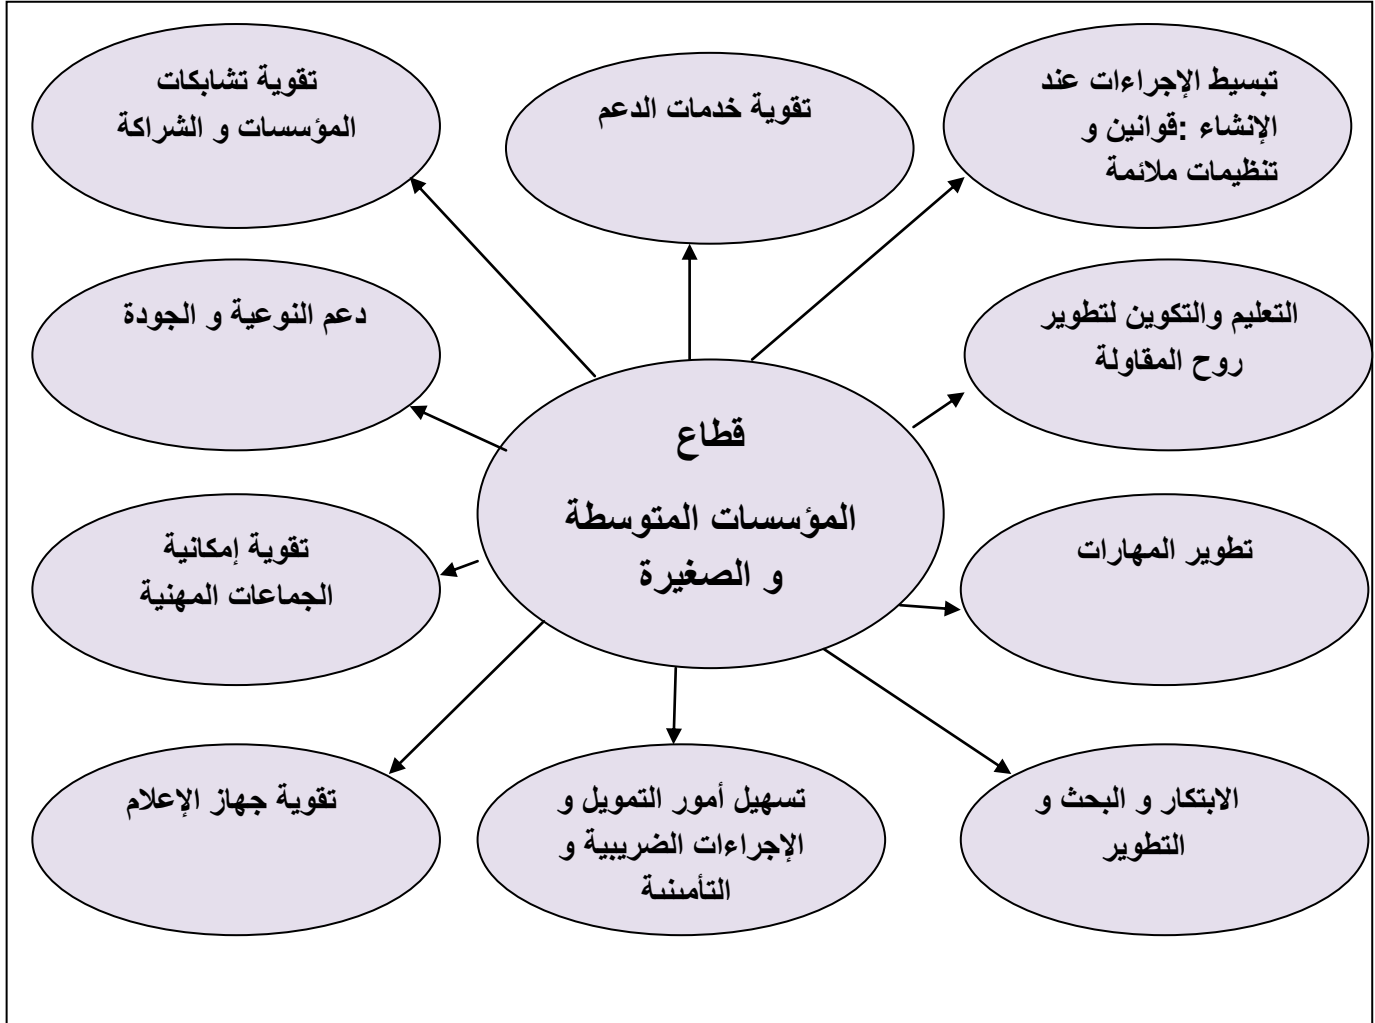 تبسيط الإجراءات عند
الإنشاء :قوانين و
تنظيمات ملائمة
تقوية خدمات الدعم
تقوية تشابكات
المؤسسات و الشراكة
التعليم والتكوين لتطوير
روح المقاولة
دعم النوعية و الجودة
قطاع
المؤسسات المتوسطة
و الصغيرة
تطوير المهارات
تقوية إمكانية
الجماعات المهنية
الابتكار و البحث و
التطوير
تسهيل أمور التمويل و
الإجراءات الضريبية و
التأمينية
تقوية جهاز الإعلام